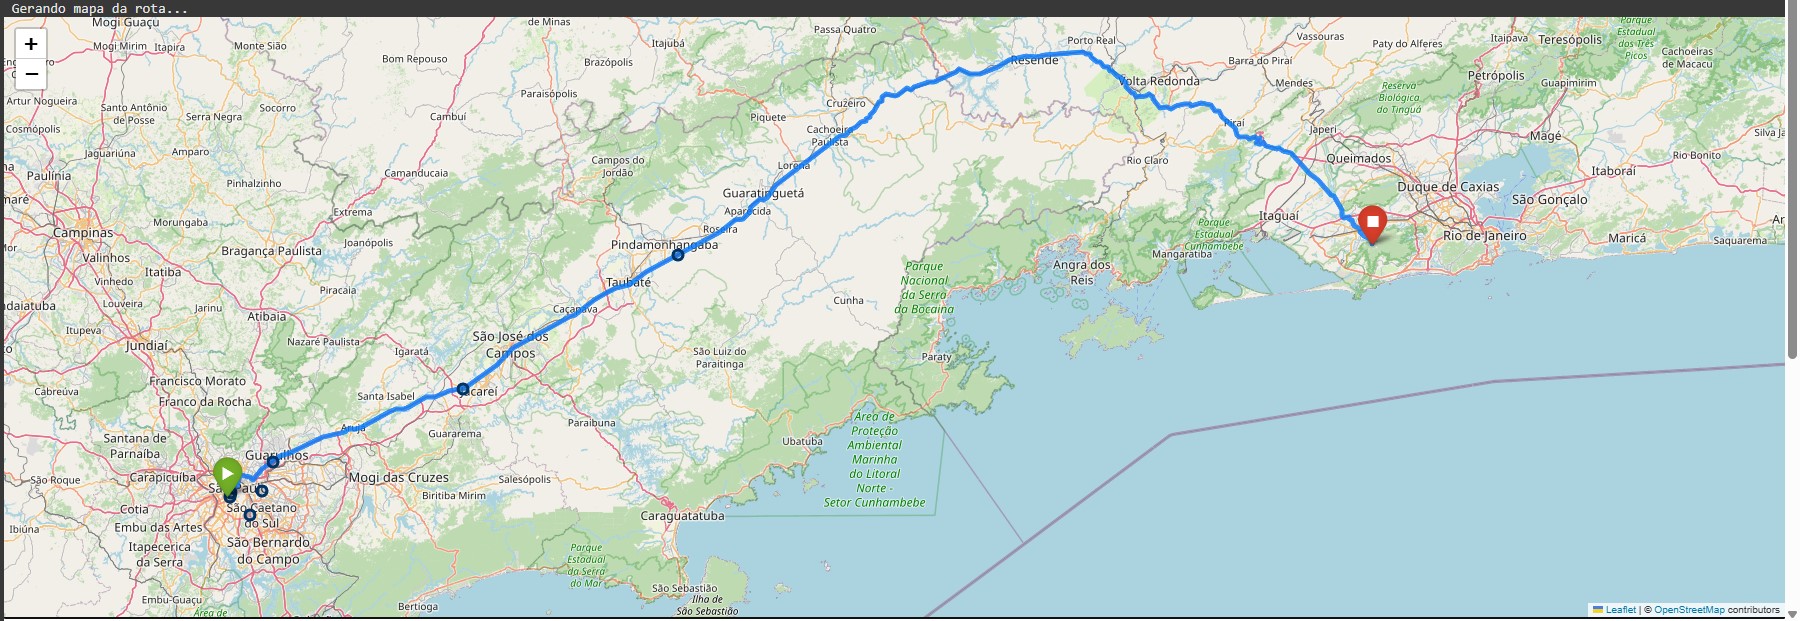 Gerando mapa da rota...
+
−
Mogi Guaçu
Mogi Mirim
Itapira
Monte Sião
de Minas
Itajubá
Passa Quatro
Porto Real
Vassouras
Paty do Alferes
Itaipava
Teresópolis
Parque
Estadual
dos Três
Picos
Cachoeiras
de Macacu
Bom Repouso
Brazópolis
Resende
Volta Redonda
Barra do Piraí
Mendes
Petrópolis
Guapimirim
Artur Nogueira
Santo Antônio
de Posse
Serra Negra
Socorro
Paraisópolis
Cruzeiro
Reserva
Biológica
do Tinguá
Cosmópolis
Cambuí
Piquete
Cachoeira
Paulista
Piraí
Japeri
Magé
Silva Ja
Jaguariúna
Amparo
Campos do
Jordão
Lorena
Rio Claro
Queimados
Rio Bonito
Paulínia
Pinhalzinho
Camanducaia
Guaratinguetá
Duque de Caxias
Itaboraí
Extrema
Aparecida
São Gonçalo
Morungaba
Itaguaí
Campinas
Joanópolis
Roseira
Parque
Estadual
Cunhambebe
Rio de Janeiro
Maricá
Saquarema
Bragança Paulista
Pindamonhangaba
Mangaratiba
Valinhos
Itatiba
Angra dos
Reis
Vinhedo
Piracaia
Taubaté
Parque
Nacional
da Serra
da Bocaina
Louveira
Jarinu
Atibaia
Caçapava
Cunha
Itupeva
Jundiaí
Nazaré Paulista
São José dos
Campos
Igaratá
São Luiz do
Paraitinga
Paraty
Cabreúva
Francisco Morato
Franco da Rocha
Santa Isabel
Jacareí
Arujá
Guararema
Paraibuna
Ubatuba
Área de
Proteção
Ambiental
Marinha
do Litoral
Norte -
Setor Cunhambebe
Santana de
Parnaíba
Guarulhos
São Roque
Carapicuíba
São Paulo
Mogi das Cruzes
Salesópolis
Biritiba Mirim
Cotia
São Caetano
do Sul
Caraguatatuba
Ibiúna
Embu das Artes
São Bernardo
do Campo
Itapecerica
da Serra
Parque
Estadual
da Serra
do Mar
Embu-Guaçu
São Sebastião
Ilha de
São Sebastião
Bertioga
Área de
Leaflet | © OpenStreetMap contributors